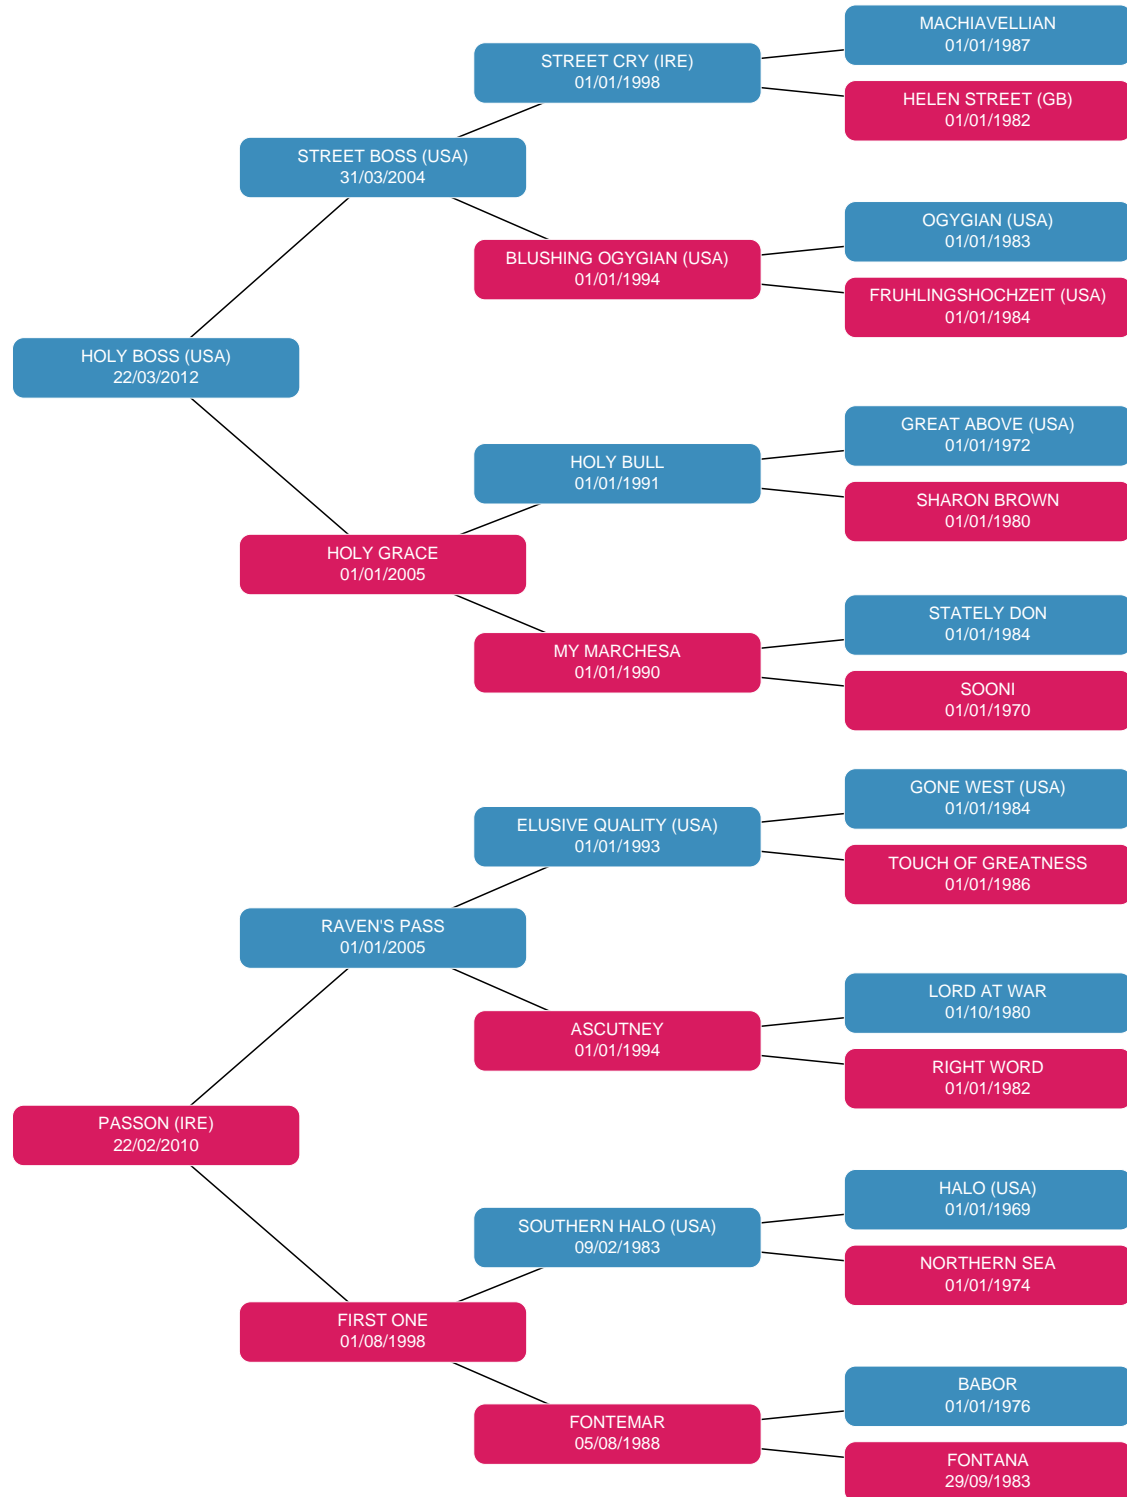 MACHIAVELLIAN
01/01/1987
STREET CRY (IRE)
01/01/1998
HELEN STREET (GB)
01/01/1982
STREET BOSS (USA)
31/03/2004
OGYGIAN (USA)
01/01/1983
BLUSHING OGYGIAN (USA)
01/01/1994
FRUHLINGSHOCHZEIT (USA)
01/01/1984
HOLY BOSS (USA)
22/03/2012
GREAT ABOVE (USA)
01/01/1972
HOLY BULL
01/01/1991
SHARON BROWN
01/01/1980
HOLY GRACE
01/01/2005
STATELY DON
01/01/1984
MY MARCHESA
01/01/1990
SOONI
01/01/1970
GONE WEST (USA)
01/01/1984
ELUSIVE QUALITY (USA)
01/01/1993
TOUCH OF GREATNESS
01/01/1986
RAVEN'S PASS
01/01/2005
LORD AT WAR
01/10/1980
ASCUTNEY
01/01/1994
RIGHT WORD
01/01/1982
PASSON (IRE)
22/02/2010
HALO (USA)
01/01/1969
SOUTHERN HALO (USA)
09/02/1983
NORTHERN SEA
01/01/1974
FIRST ONE
01/08/1998
BABOR
01/01/1976
FONTEMAR
05/08/1988
FONTANA
29/09/1983